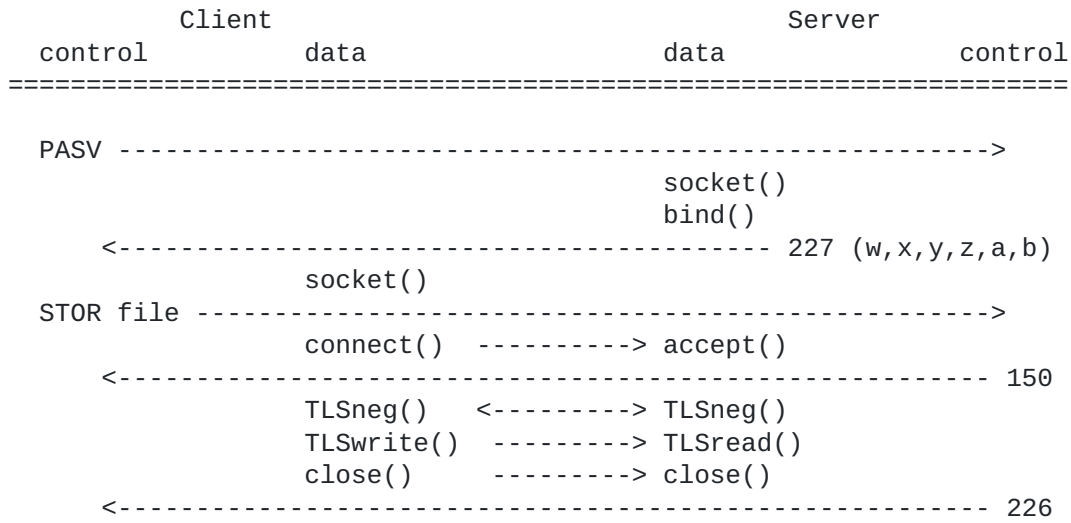 Client                                 Server
  control          data                   data               control
====================================================================

  PASV -------------------------------------------------------->
                                          socket()
                                          bind()
      <------------------------------------------ 227 (w,x,y,z,a,b)
                   socket()
  STOR file --------------------------------------------------->
                   connect()  ----------> accept()
      <-------------------------------------------------------- 150
                   TLSneg()   <---------> TLSneg()
                   TLSwrite()  ---------> TLSread()
                   close()     ---------> close()
      <-------------------------------------------------------- 226